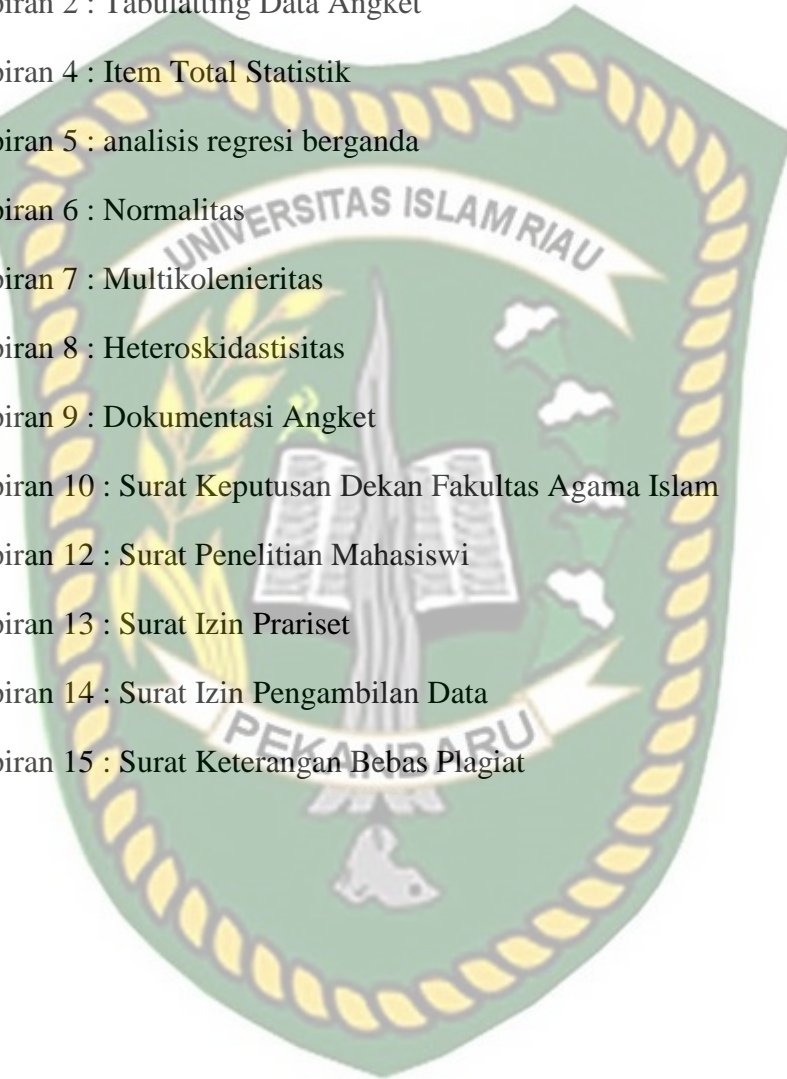 piran 2 : Tabulatting Data Angket
piran 4 : Item Total Statistik
piran 5 : analisis regresi berganda
piran 6 : Normalitas
UNIVERSITAS ISLAM RIAU
piran 7 : Multikolenieritas
piran 8 : Heteroskidastisitas
piran 9 : Dokumentasi Angket
piran 10 : Surat Keputusan Dekan Fakultas Agama Islam
piran 12 : Surat Penelitian Mahasiswi
piran 13 : Surat Izin Prariset
piran 14 : Surat Izin Pengambilan Data
PEKANBARU
piran 15 : Surat Keterangan Bebas Plagiat